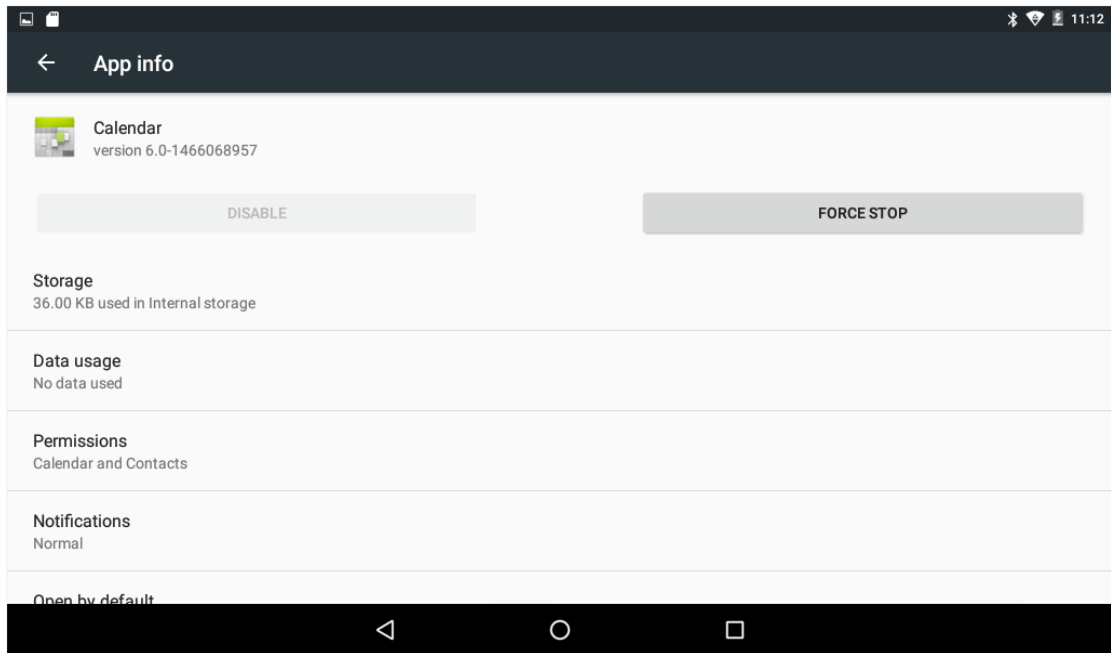 11:12
App info
Calendar
version 6.0-1466068957
DISABLE
FORCE STOP
Storage
36.00 KB used in Internal storage
Data usage
No data used
Permissions
Calendar and Contacts
Notifications
Normal
Open by default